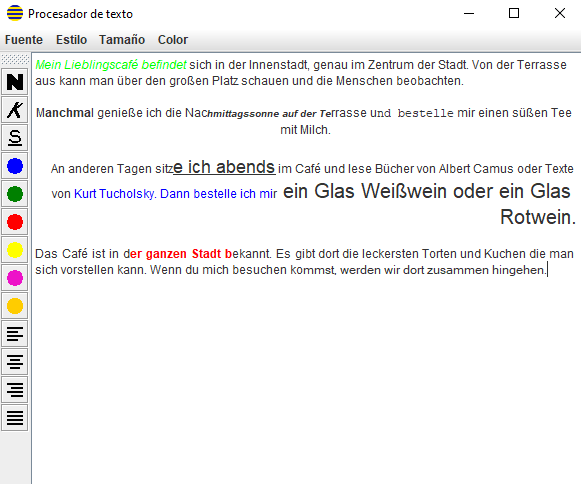 Procesador de texto
Fuente Estilo Tamaño Color
Mein Lieblingscafé befindet sich in der Innenstadt, genau im Zentrum der Stadt. Von der Terrasse
aus kann man über den großen Platz schauen und die Menschen beobachten.
Manchmal genieße ich die Nachmittagssonne auf der Terrasse und bestelle mir einen süßen Tee
mit Milch.
An anderen Tagen sitze ich abends im Café und lese Bücher von Albert Camus oder Texte
von Kurt Tucholsky. Dann bestelle ich mir ein Glas Weißwein oder ein Glas
Rotwein.
Das Café ist in der ganzen Stadt bekannt. Es gibt dort die leckersten Torten und Kuchen die man
sich vorstellen kann. Wenn du mich besuchen kommst, werden wir dort zusammen hingehen.
N
K
S